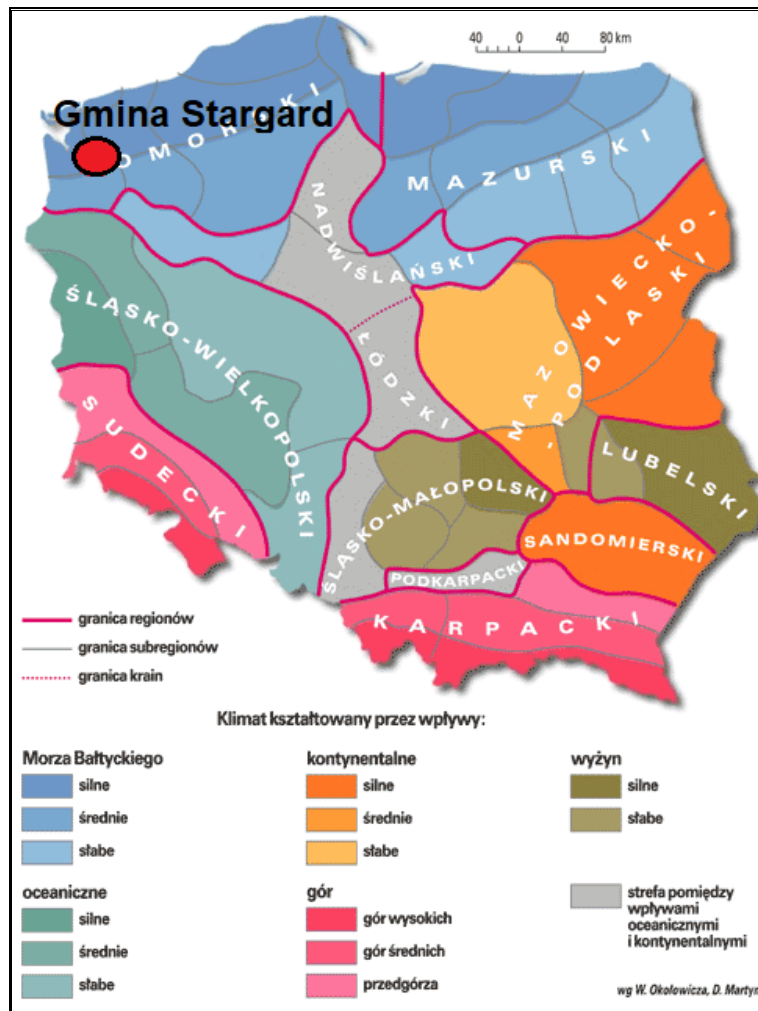 40 0 40 80 km
Gmina Stargard
POMORSKI
MAZURSKI
NADWIŚLAŃSKI
MAZOWIECKO-
-PODLASKI
ŚLĄSKO-WIELKOPOLSKI
ŁÓDZKI
SUDECKI
LUBELSKI
ŚLĄSKO-MAŁOPOLSKI
SANDOMIERSKI
PODKARPACKI
KARPACKI
granica regionów
granica subregionów
granica krain
Klimat kształtowany przez wpływy:
Morza Bałtyckiego
silne
średnie
słabe
kontynentalne
silne
średnie
słabe
wyżyn
silne
słabe
oceaniczne
silne
średnie
słabe
gór
gór wysokich
gór średnich
przedgórza
strefa pomiędzy
wpływami
oceanicznymi
i kontynentalnymi
wg W. Okołowicza, D. Martyn